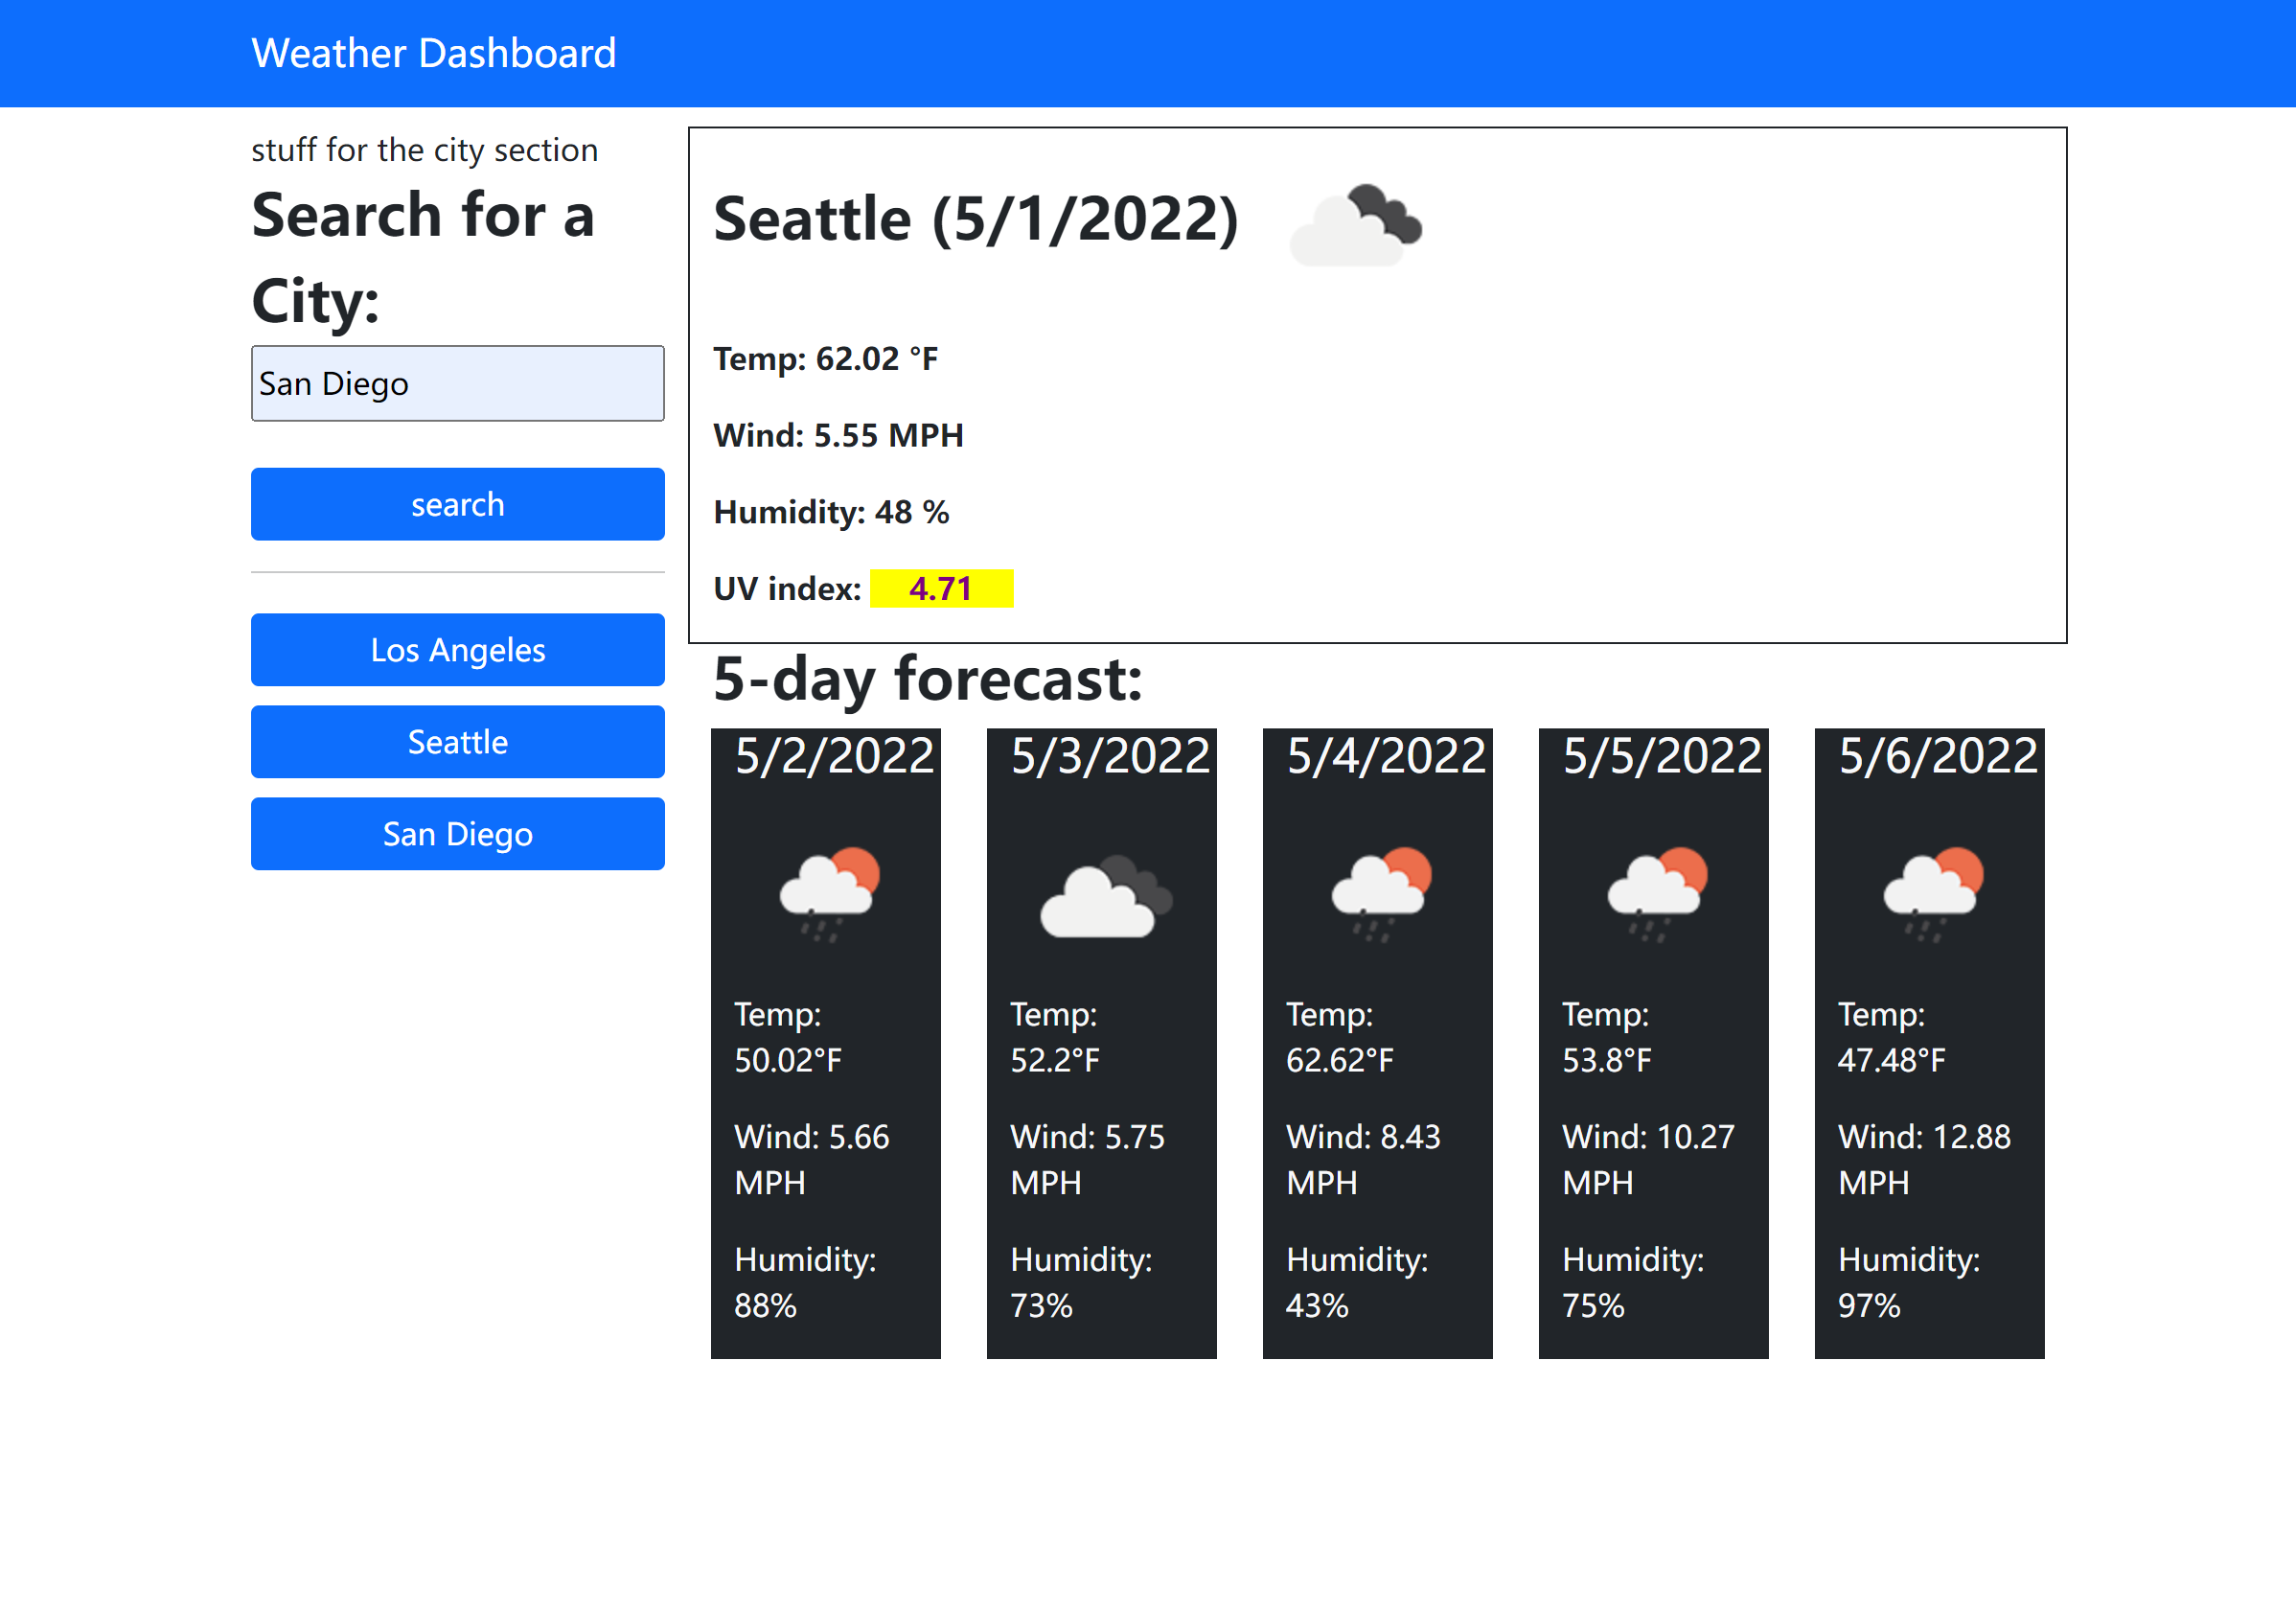 Weather Dashboard
stuff for the city section
Search for a
City:
San Diego
search
Los Angeles
Seattle
San Diego
Seattle (5/1/2022)
Temp: 62.02 °F
Wind: 5.55 MPH
Humidity: 48 %
UV index: 4.71
5-day forecast:
5/2/2022
Temp:
50.02°F
Wind: 5.66
MPH
Humidity:
88%
5/3/2022
Temp:
52.2°F
Wind: 5.75
MPH
Humidity:
73%
5/4/2022
Temp:
62.62°F
Wind: 8.43
MPH
Humidity:
43%
5/5/2022
Temp:
53.8°F
Wind: 10.27
MPH
Humidity:
75%
5/6/2022
Temp:
47.48°F
Wind: 12.88
MPH
Humidity:
97%